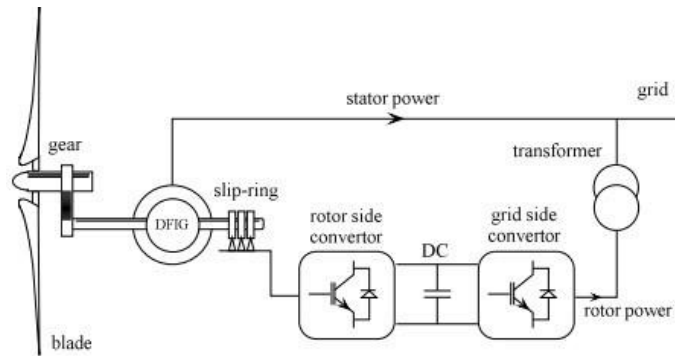 grid
stator power
gear
transformer
slip-ring
rotor side
convertor
grid side
convertor
DFIG
DC
rotor power
blade